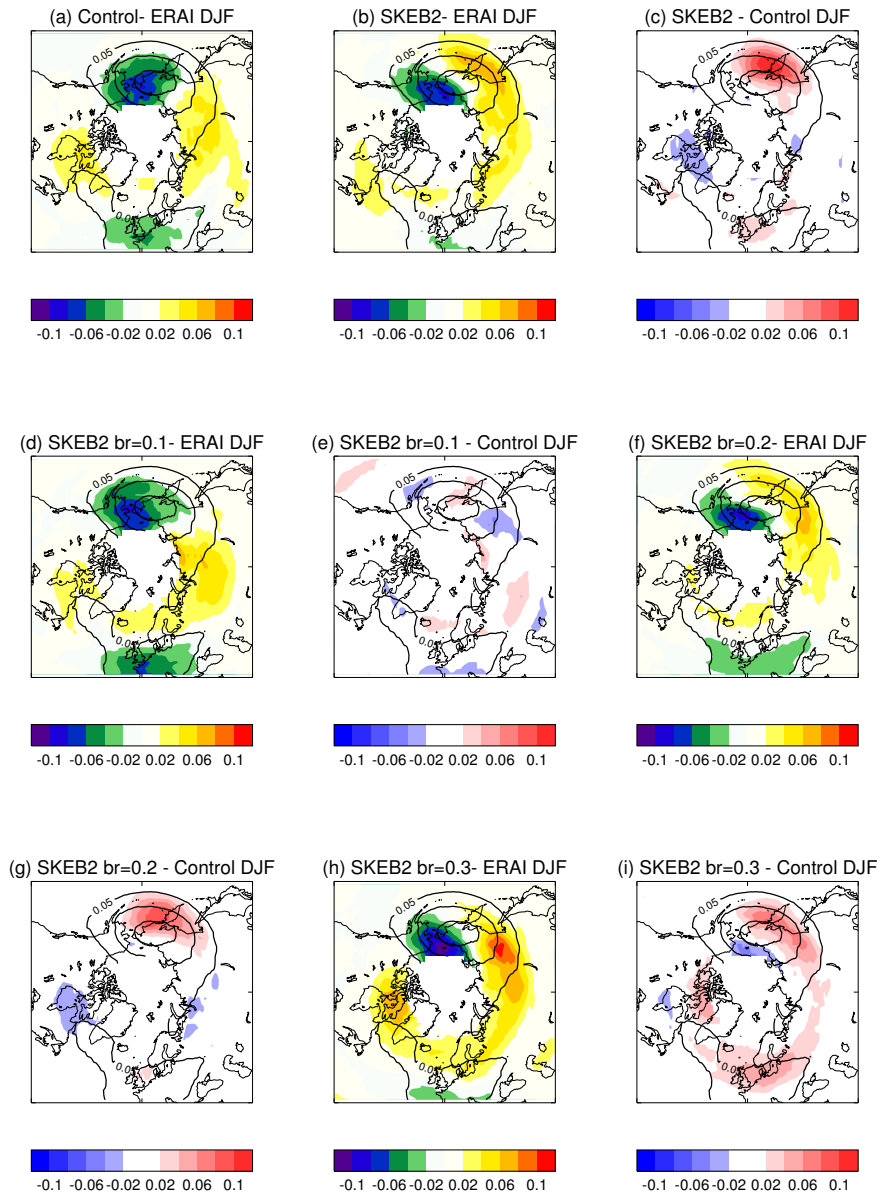 (a) Control- ERAI DJF
(b) SKEB2- ERAI DJF
(c) SKEB2 - Control DJF
0.05
0.05
0.05
-0.1 -0.06 -0.02 0.02 0.06 0.1
-0.1 -0.06 -0.02 0.02 0.06 0.1
-0.1 -0.06 -0.02 0.02 0.06 0.1
(d) SKEB2 br=0.1- ERAI DJF
(e) SKEB2 br=0.1 - Control DJF
(f) SKEB2 br=0.2- ERAI DJF
0.05
0.05
0.05
-0.1 -0.06 -0.02 0.02 0.06 0.1
-0.1 -0.06 -0.02 0.02 0.06 0.1
-0.1 -0.06 -0.02 0.02 0.06 0.1
(g) SKEB2 br=0.2 - Control DJF
(h) SKEB2 br=0.3- ERAI DJF
(i) SKEB2 br=0.3 - Control DJF
0.05
0.05
0.05
-0.1 -0.06 -0.02 0.02 0.06 0.1
-0.1 -0.06 -0.02 0.02 0.06 0.1
-0.1 -0.06 -0.02 0.02 0.06 0.1